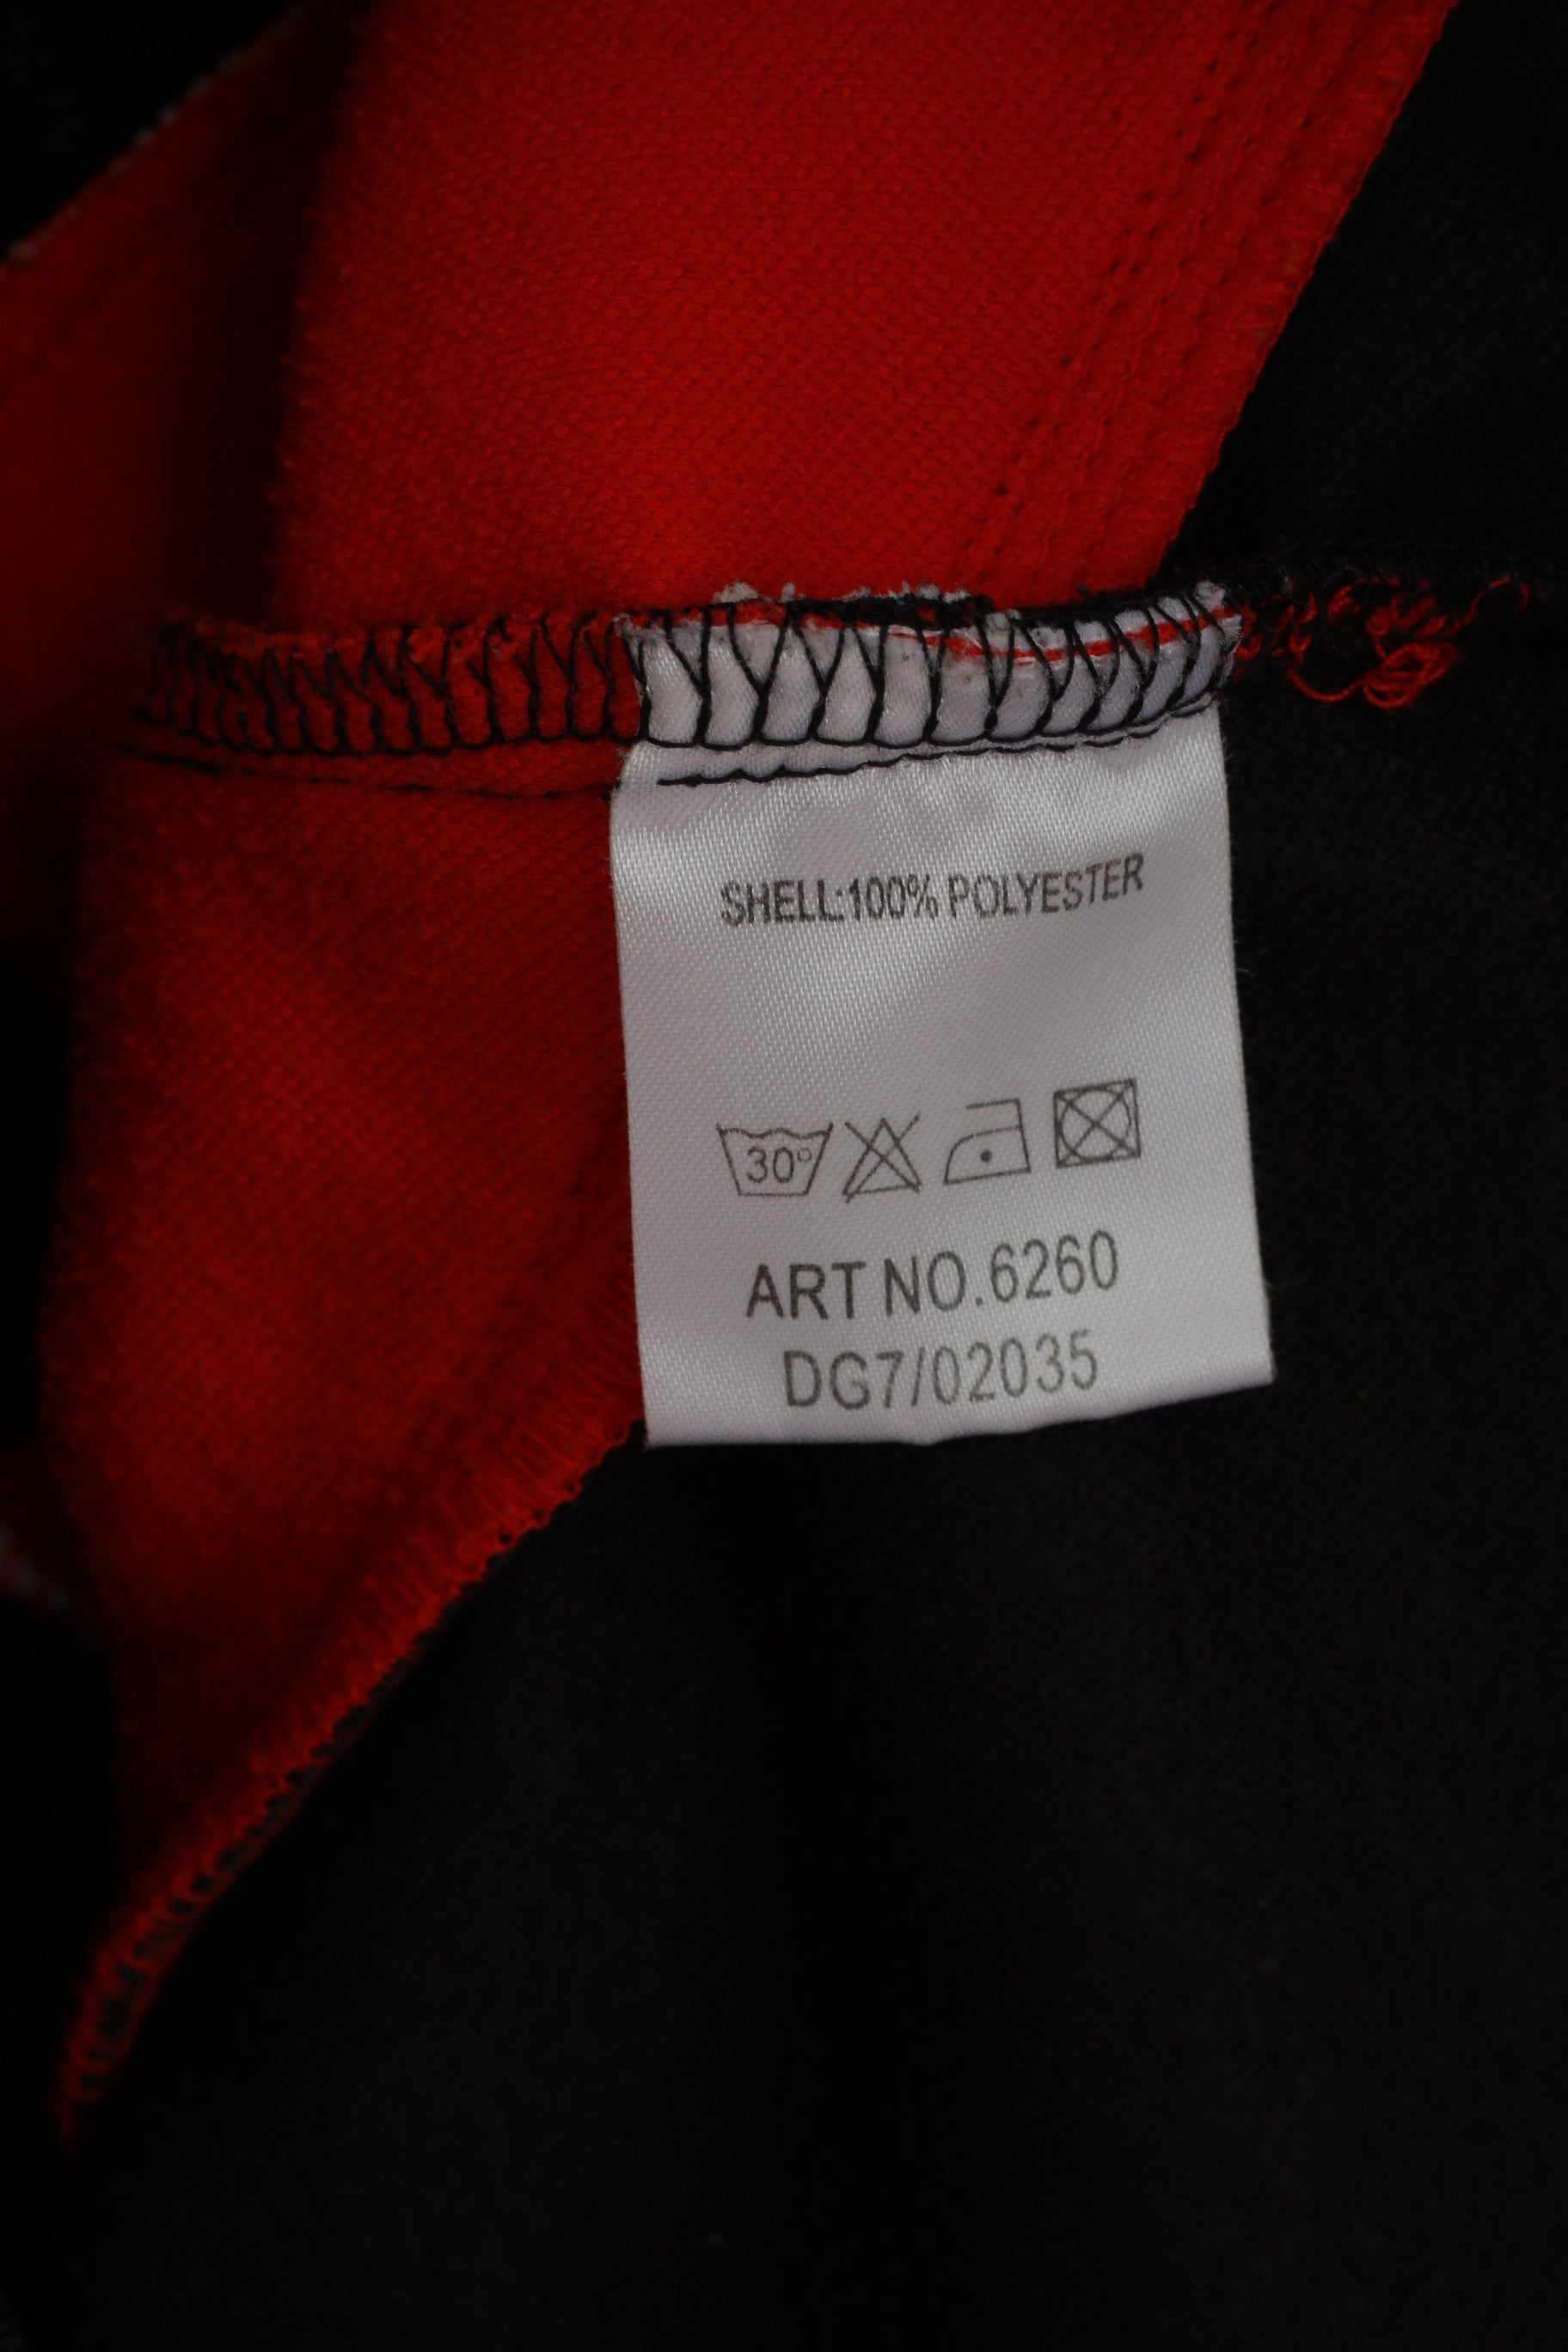 SHELL:100% POLYESTER
30°
ART NO.6260
DG7/02035